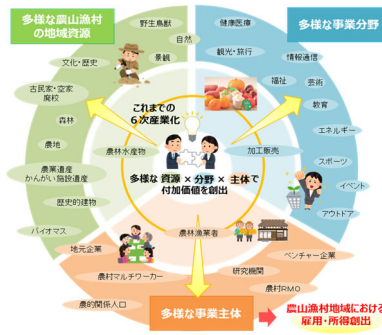 多様な農山漁村
の地域資源
野生鳥獣
自然
景観
文化・歴史
古民家・空家
廃校
森林
農地
農業遺産
かんがい施設遺産
歴史的建物
バイオマス
農林水産物
これまでの
6次産業化
多様な事業分野
健康医療
観光・旅行
情報通信
福祉
芸術
教育
エネルギー
スポーツ
イベント
アウトドア
加工販売
多様な 資源 × 分野 × 主体で
付加価値を創出
農林漁業者
地元企業
農村マルチワーカー
農的関係人口
ベンチャー企業
研究機関
農村RMO
多様な事業主体
農山漁村地域における
雇用・所得創出